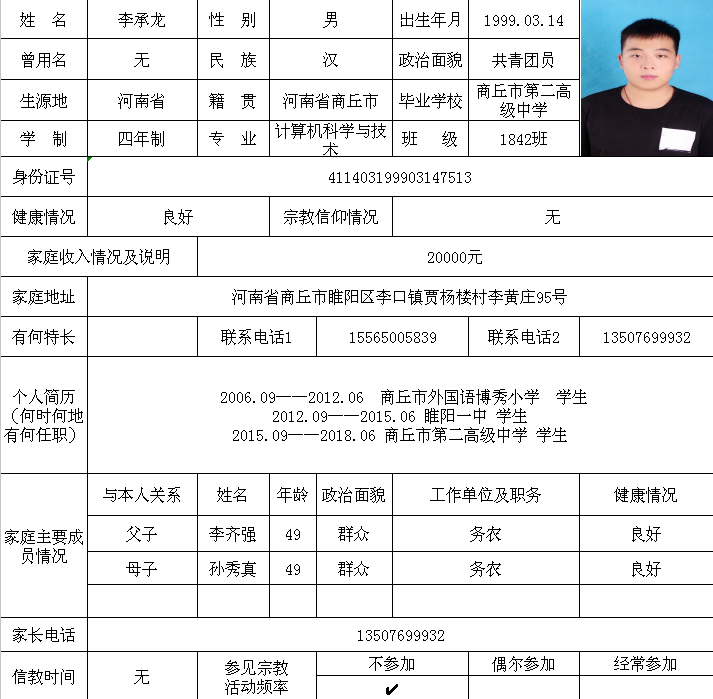 姓 名 李承龙 性 别 男 出生年月 1999.03.14
曾用名 无 民 族 汉 政治面貌 共青团员
生源地 河南省 籍 贯 河南省商丘市 毕业学校 商丘市第二高
级中学
学 制 四年制 专 业 计算机科学与技
术 班 级 1842班
身份证号 411403199903147513
健康情况 良好 宗教信仰情况 无
家庭收入情况及说明 20000元
家庭地址 河南省商丘市睢阳区李口镇贾杨楼村李黄庄95号
有何特长 联系电话1 15565005839 联系电话2 13507699932
个人简历
（何时何地
有何任职）
2006.09——2012.06 商丘市外国语博秀小学 学生
2012.09——2015.06 睢阳一中 学生
2015.09——2018.06 商丘市第二高级中学 学生
家庭主要成
员情况
与本人关系 姓名 年龄 政治面貌 工作单位及职务 健康情况
父子 李齐强 49 群众 务农 良好
母子 孙秀真 49 群众 务农 良好
家长电话 13507699932
信教时间 无 参见宗教
活动频率
不参加 偶尔参加 经常参加
✔